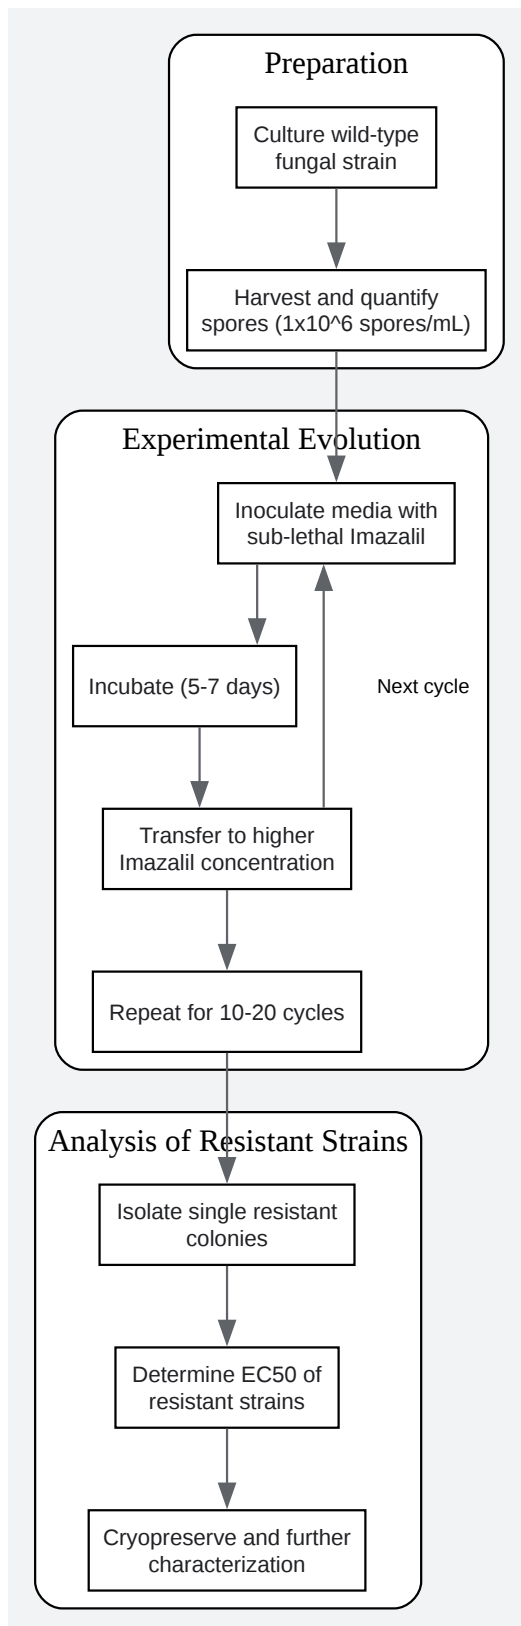 Preparation
Culture wild-type
fungal strain
Harvest and quantify
spores (1x10^6 spores/mL)
Experimental Evolution
Inoculate media with
sub-lethal Imazalil
Incubate (5-7 days)
Next cycle
Transfer to higher
Imazalil concentration
Repeat for 10-20 cycles
Analysis of Resistant Strains
Isolate single resistant
colonies
Determine EC50 of
resistant strains
Cryopreserve and further
characterization